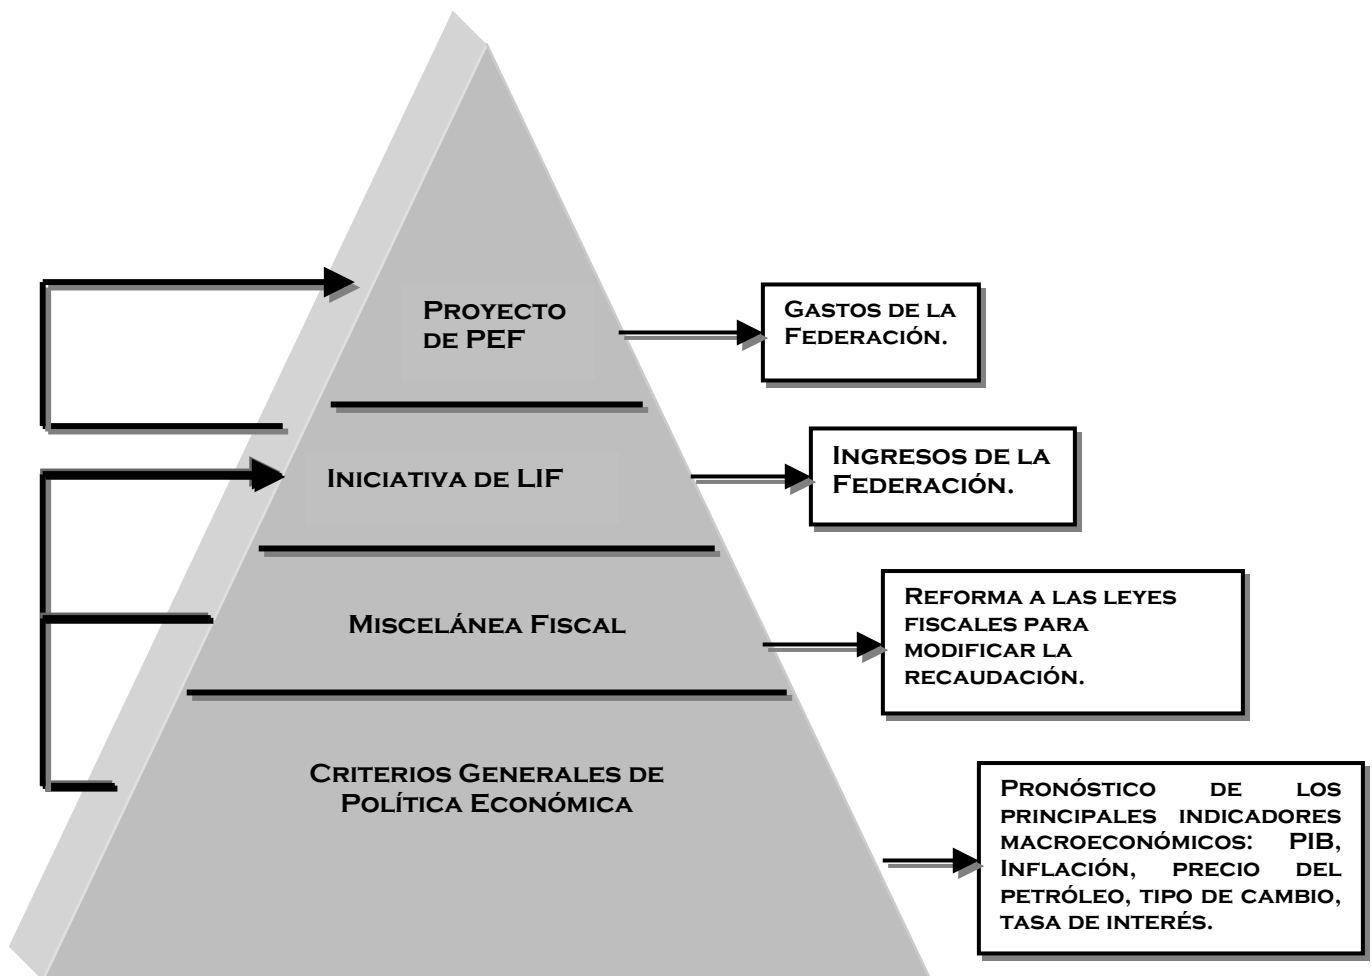 PROYECTO
DE PEF
GASTOS DE LA
FEDERACIÓN.
INICIATIVA DE LIF
INGRESOS DE LA
FEDERACIÓN.
MISCELÁNEA FISCAL
REFORMA A LAS LEYES
FISCALES PARA
MODIFICAR LA
RECAUDACIÓN.
CRITERIOS GENERALES DE
POLÍTICA ECONÓMICA
PRONÓSTICO DE LOS
PRINCIPALES INDICADORES
MACROECONÓMICOS: PIB,
INFLACIÓN, PRECIO DEL
PETRÓLEO, TIPO DE CAMBIO,
TASA DE INTERÉS.